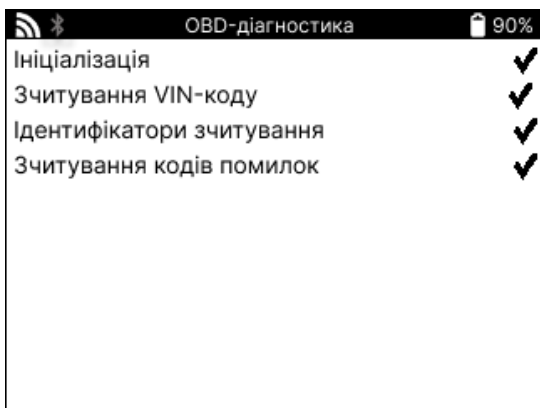 OBD-діагностика 90%
Ініціалізація
Зчитування VIN-коду
Ідентифікатори зчитування
Зчитування кодів помилок